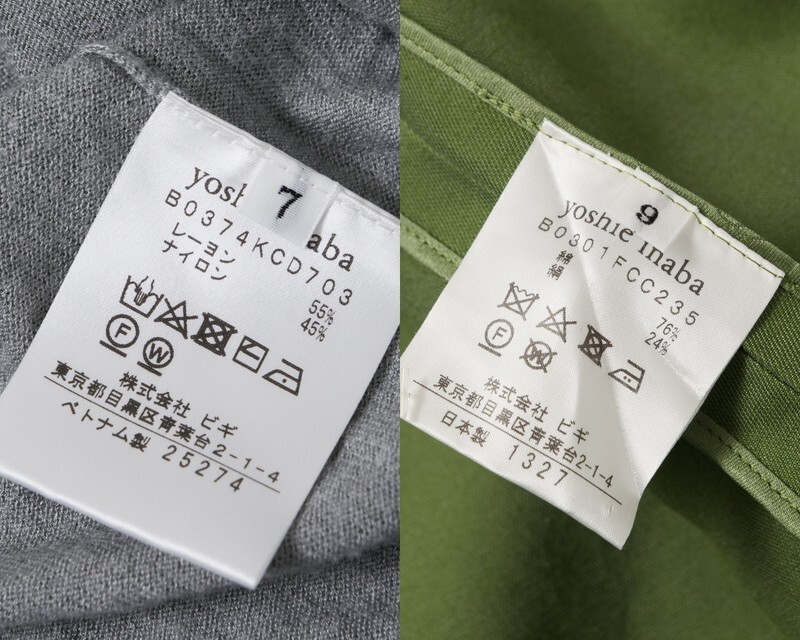 7
yoshie inaba
B0374KCD703
レーヨン 55%
ナイロン 45%
F W
株式会社 ビギ
東京都目黒区青葉台2-1-4
ベトナム製 25274
9
yoshie inaba
B0301FCC235
綿 76%
絹 24%
F W
株式会社 ビギ
東京都目黒区青葉台2-1-4
日本製 1327